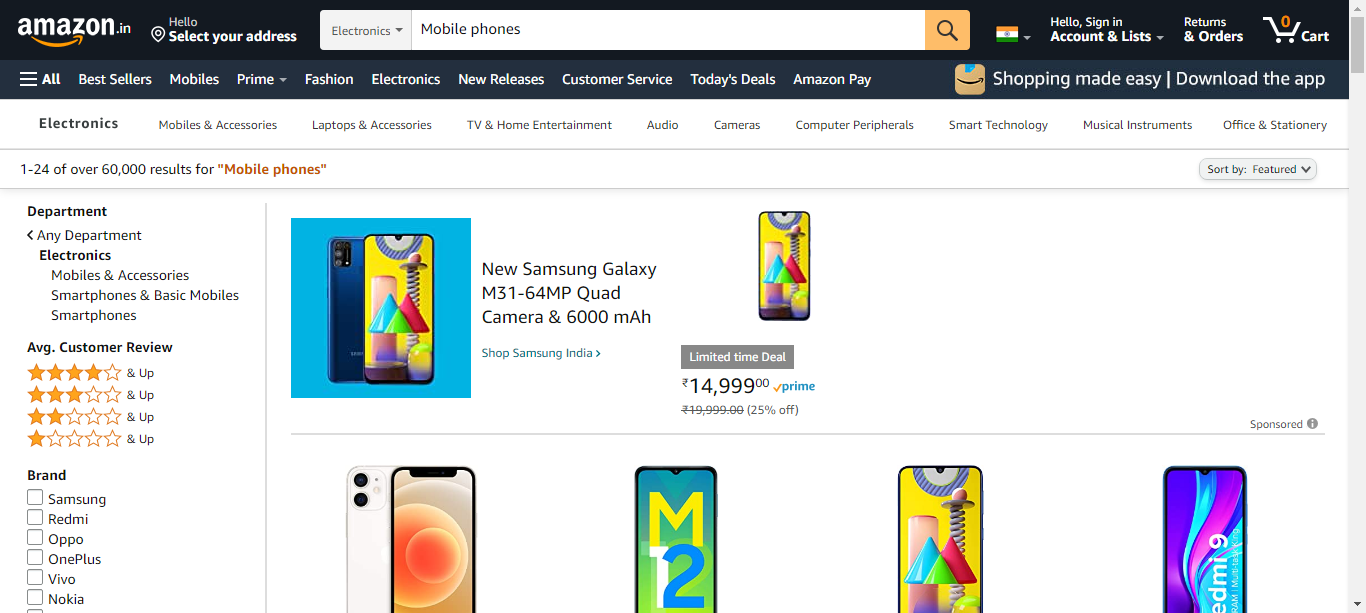 amazon.in
Hello
Select your address
Electronics
Mobile phones
Hello, Sign in
Account & Lists
Returns
& Orders
0
Cart
All Best Sellers Mobiles Prime Fashion Electronics New Releases Customer Service Today's Deals Amazon Pay
Shopping made easy | Download the app
Electronics Mobiles & Accessories Laptops & Accessories TV & Home Entertainment Audio Cameras Computer Peripherals Smart Technology Musical Instruments Office & Stationery
1-24 of over 60,000 results for "Mobile phones"
Sort by: Featured
Department
Any Department
Electronics
Mobiles & Accessories
Smartphones & Basic Mobiles
Smartphones
Avg. Customer Review
& Up
& Up
& Up
& Up
Brand
Samsung
Redmi
Oppo
OnePlus
Vivo
Nokia
New Samsung Galaxy
M31-64MP Quad
Camera & 6000 mAh
Shop Samsung India ›
Limited time Deal
₹14,99900 prime
₹19,999.00 (25% off)
Sponsored
M
12